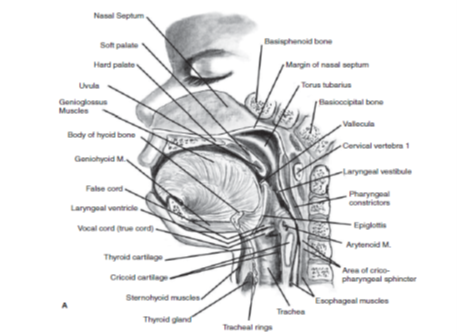 Nasal Septum
Soft palate
Hard palate
Uvula
Genioglossus
Muscles
Body of hyoid bone
Geniohyoid M.
False cord
Laryngeal ventricle
Vocal cord (true cord)
Thyroid cartilage
Cricoid cartilage
Sternohyoid muscles
Thyroid gland
Tracheal rings
Trachea
Esophageal muscles
Basisphenoid bone
Margin of nasal septum
Torus tubarius
Basioccipital bone
Vallecula
Cervical vertebra 1
Laryngeal vestibule
Pharyngeal
constrictors
Epiglottis
Arytenoid M.
Area of crico-
pharyngeal sphincter
A